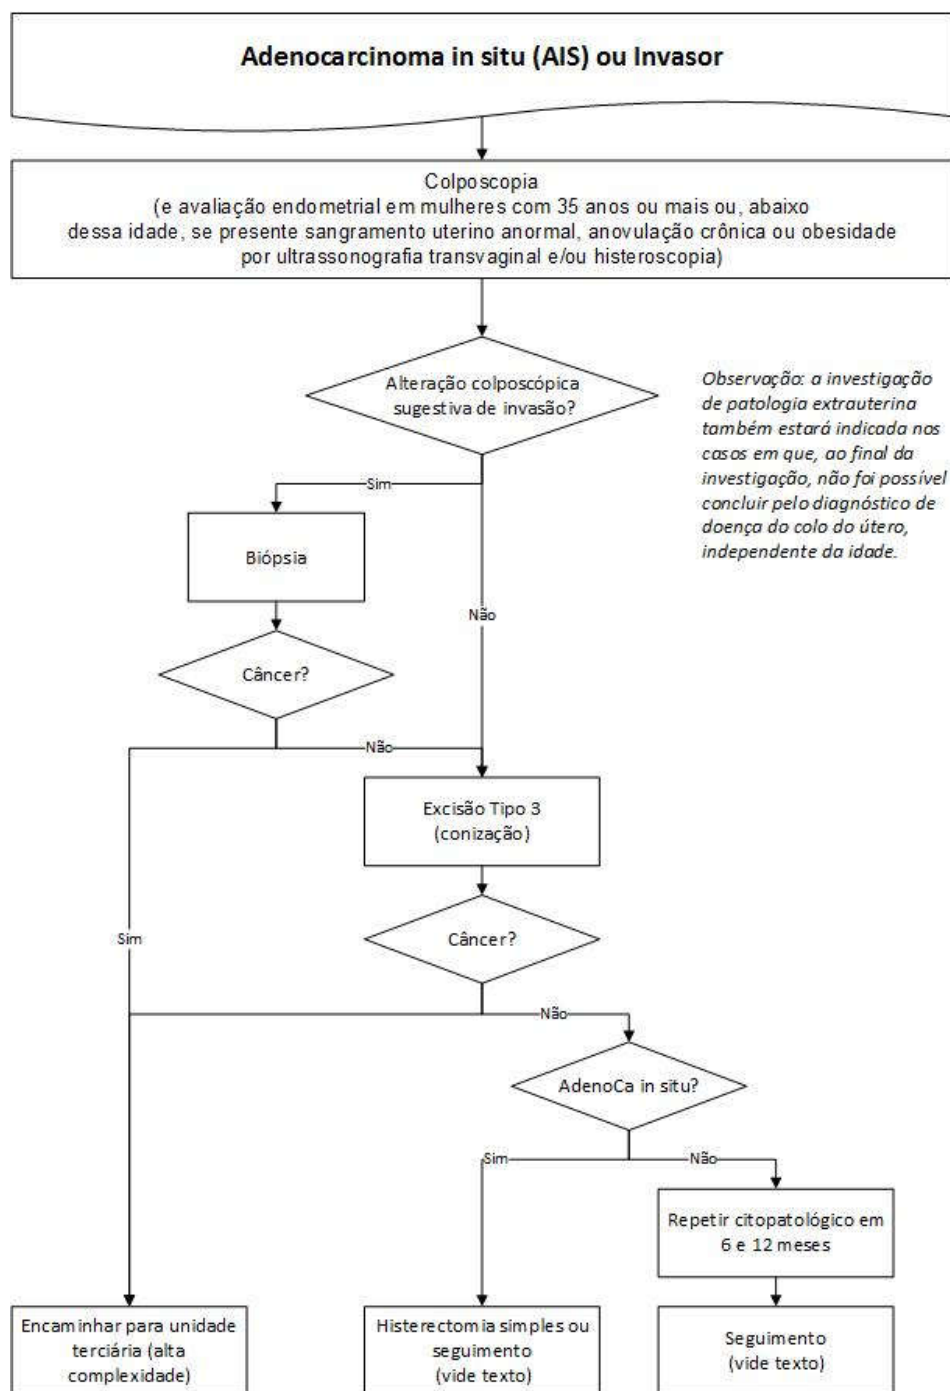 Adenocarcinoma in situ (AIS) ou Invasor
Colposcopia
(e avaliação endometrial em mulheres com 35 anos ou mais ou, abaixo
dessa idade, se presente sangramento uterino anormal, anovulação crônica ou obesidade
por ultrassonografia transvaginal e/ou histeroscopia)
Alteração colposcópica
sugestiva de invasão?
Observação: a investigação
de patologia extrauterina
também estará indicada nos
casos em que, ao final da
investigação, não foi possível
concluir pelo diagnóstico de
doença do colo do útero,
independente da idade.
Sim
Biópsia
Não
Câncer?
Não
Excisão Tipo 3
(conização)
Sim
Câncer?
Não
AdenoCa in situ?
Sim
Não
Repetir citopatológico em
6 e 12 meses
Encaminhar para unidade
terciária (alta
complexidade)
Histerectomia simples ou
seguimento
(vide texto)
Seguimento
(vide texto)